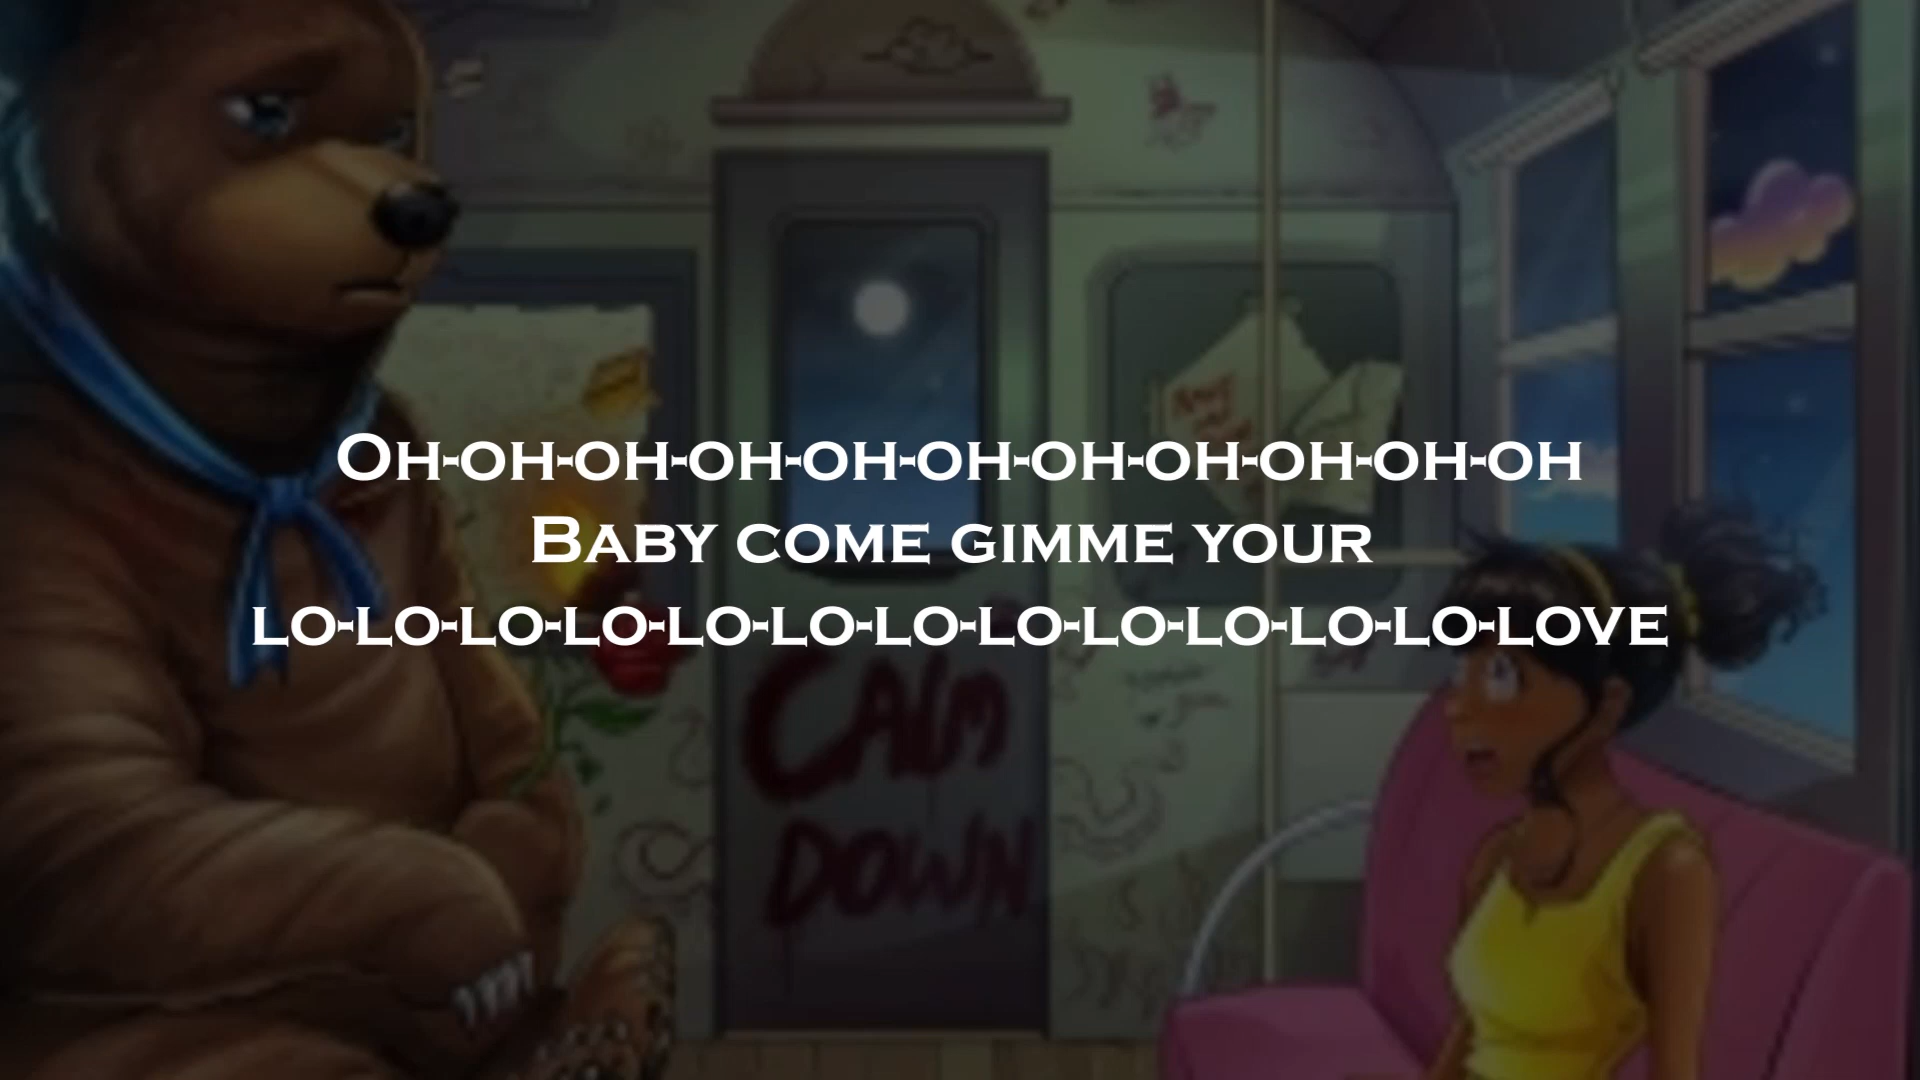 Oh-oh-oh-oh-oh-oh-oh-oh-oh-oh-oh
Baby come gimme your
lo-lo-lo-lo-lo-lo-lo-lo-lo-lo-lo-lo-love
CALM
DOWN